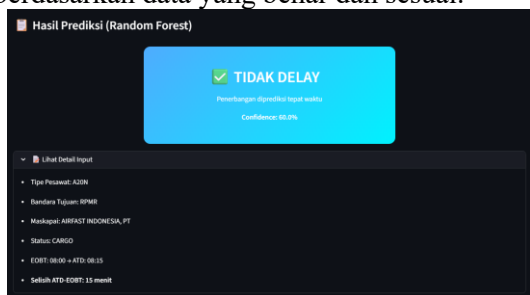 berdasarkan data yang benar dan sesuai.
Hasil Prediksi (Random Forest)
TIDAK DELAY
Penerbangan diprediksi tepat waktu
Confidence: 60.0%
Lihat Detail Input
• Tipe Pesawat: A20N
• Bandara Tujuan: RPMR
• Maskapai: AIRFAST INDONESIA, PT
• Status: CARGO
• EOBT: 08:00 → ATD: 08:15
• Selisih ATD-EOBT: 15 menit